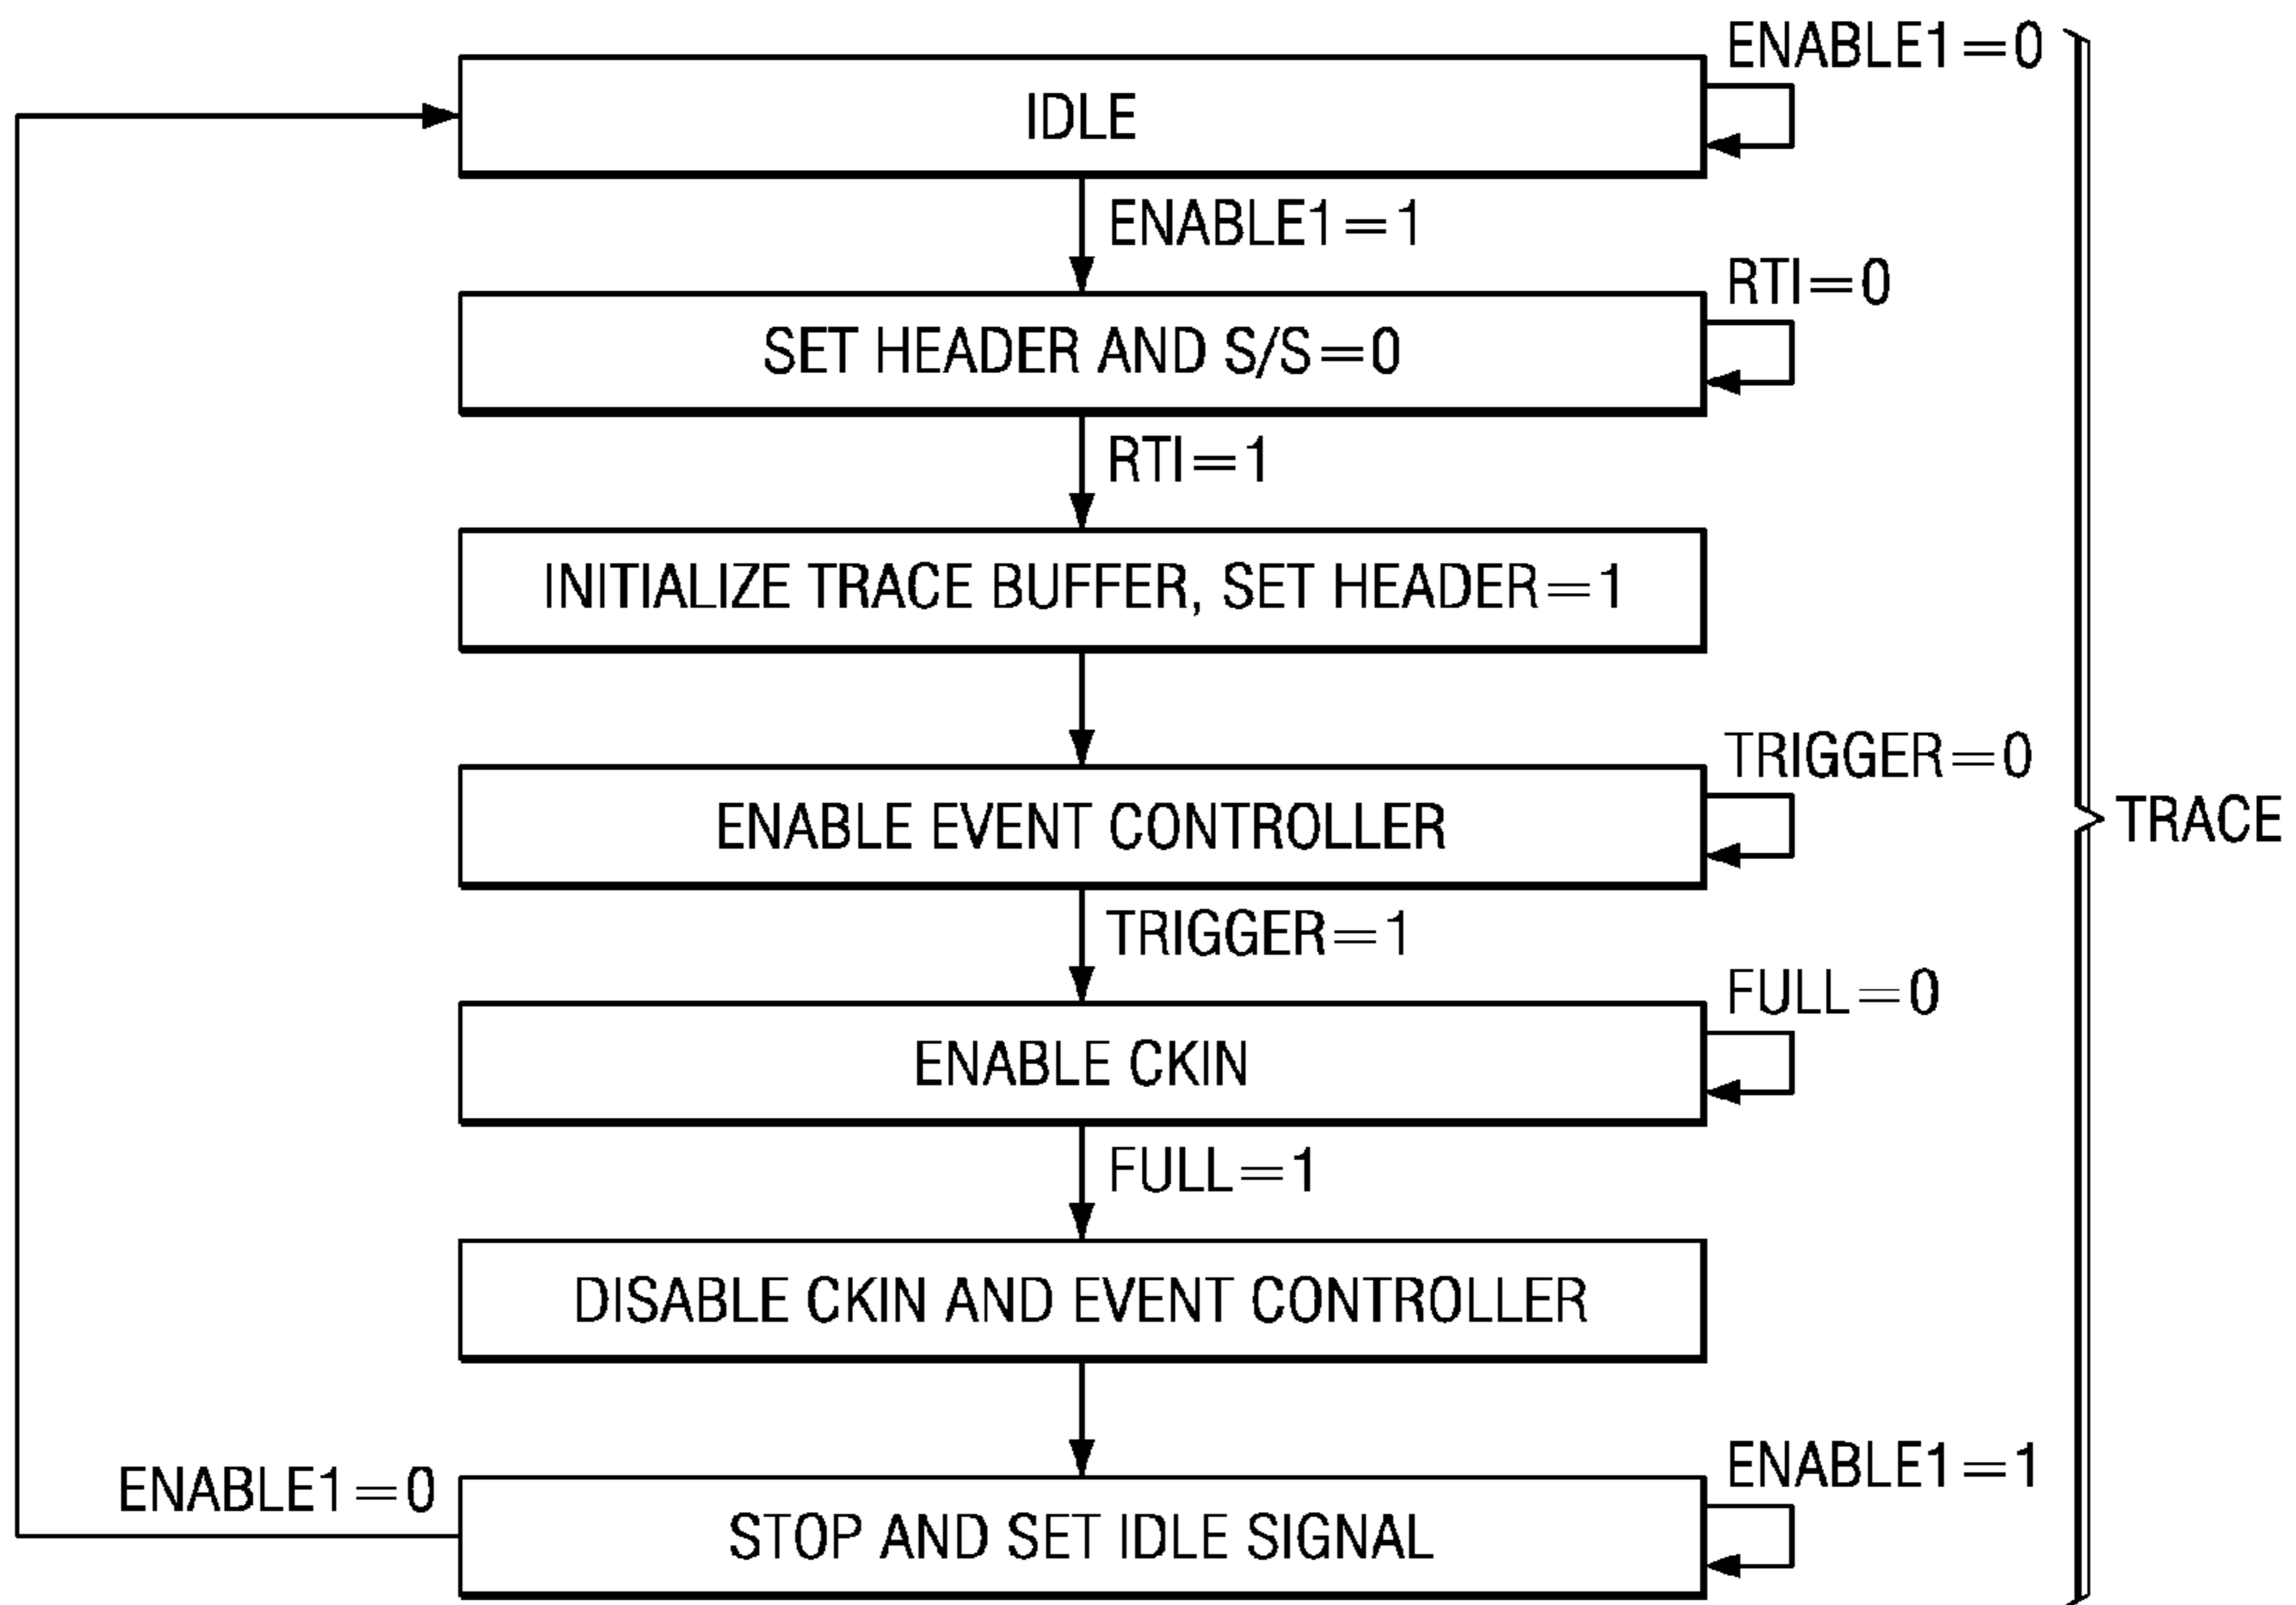 ENABLE1=0
IDLE
ENABLE1=1
RTI=0
SET HEADER AND S/S=0
RTI=1
INITIALIZE TRACE BUFFER, SET HEADER=1
TRIGGER=0
ENABLE EVENT CONTROLLER
TRACE
TRIGGER=1
FULL=0
ENABLE CKIN
FULL=1
DISABLE CKIN AND EVENT CONTROLLER
ENABLE1=1
ENABLE1=0
STOP AND SET IDLE SIGNAL